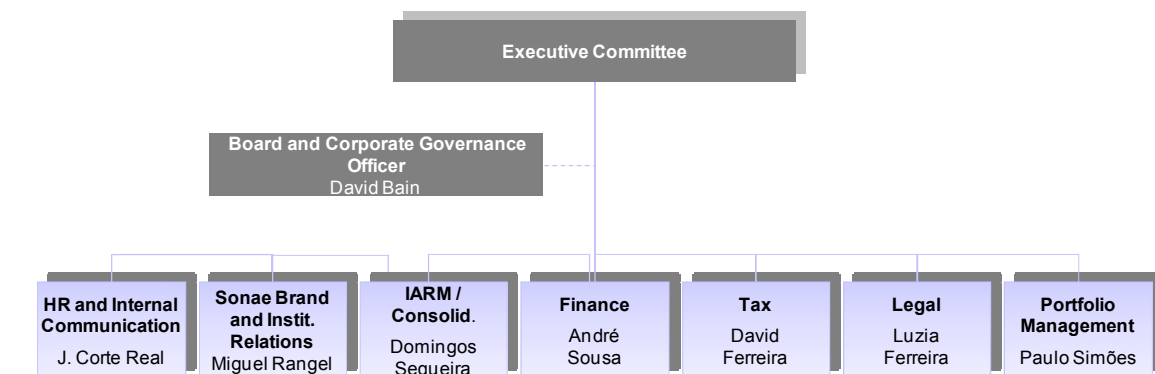 Executive Committee
Board and Corporate Governance
Officer
David Bain
HR and Internal
Communication
J. Corte Real
Sonae Brand
and Instit.
Relations
Miguel Rangel
IARM /
Consolid.
Domingos
Sequeira
Finance
André
Sousa
Tax
David
Ferreira
Legal
Luzia
Ferreira
Portfolio
Management
Paulo Simões